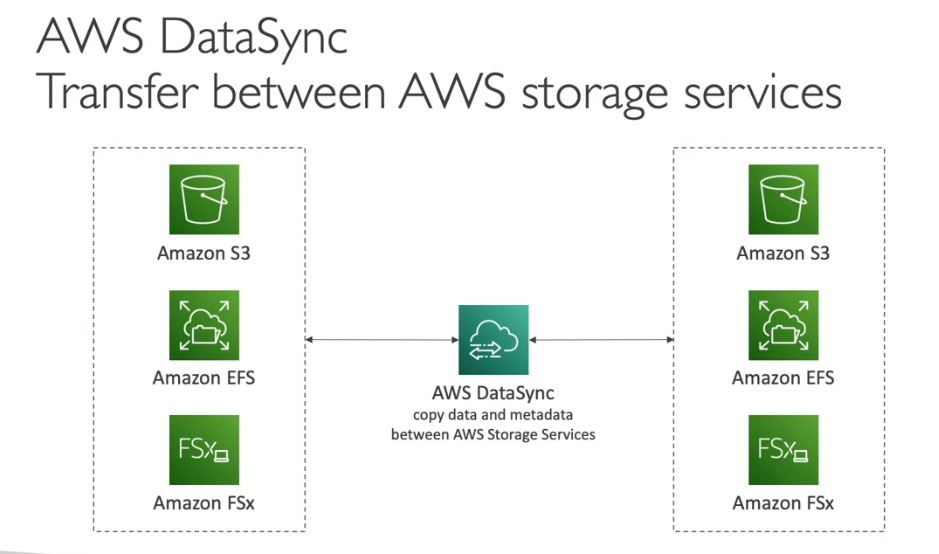 AWS DataSync
Transfer between AWS storage services
Amazon S3
Amazon EFS
FSx
Amazon FSx
AWS DataSync
copy data and metadata
between AWS Storage Services
Amazon S3
Amazon EFS
FSx
Amazon FSx